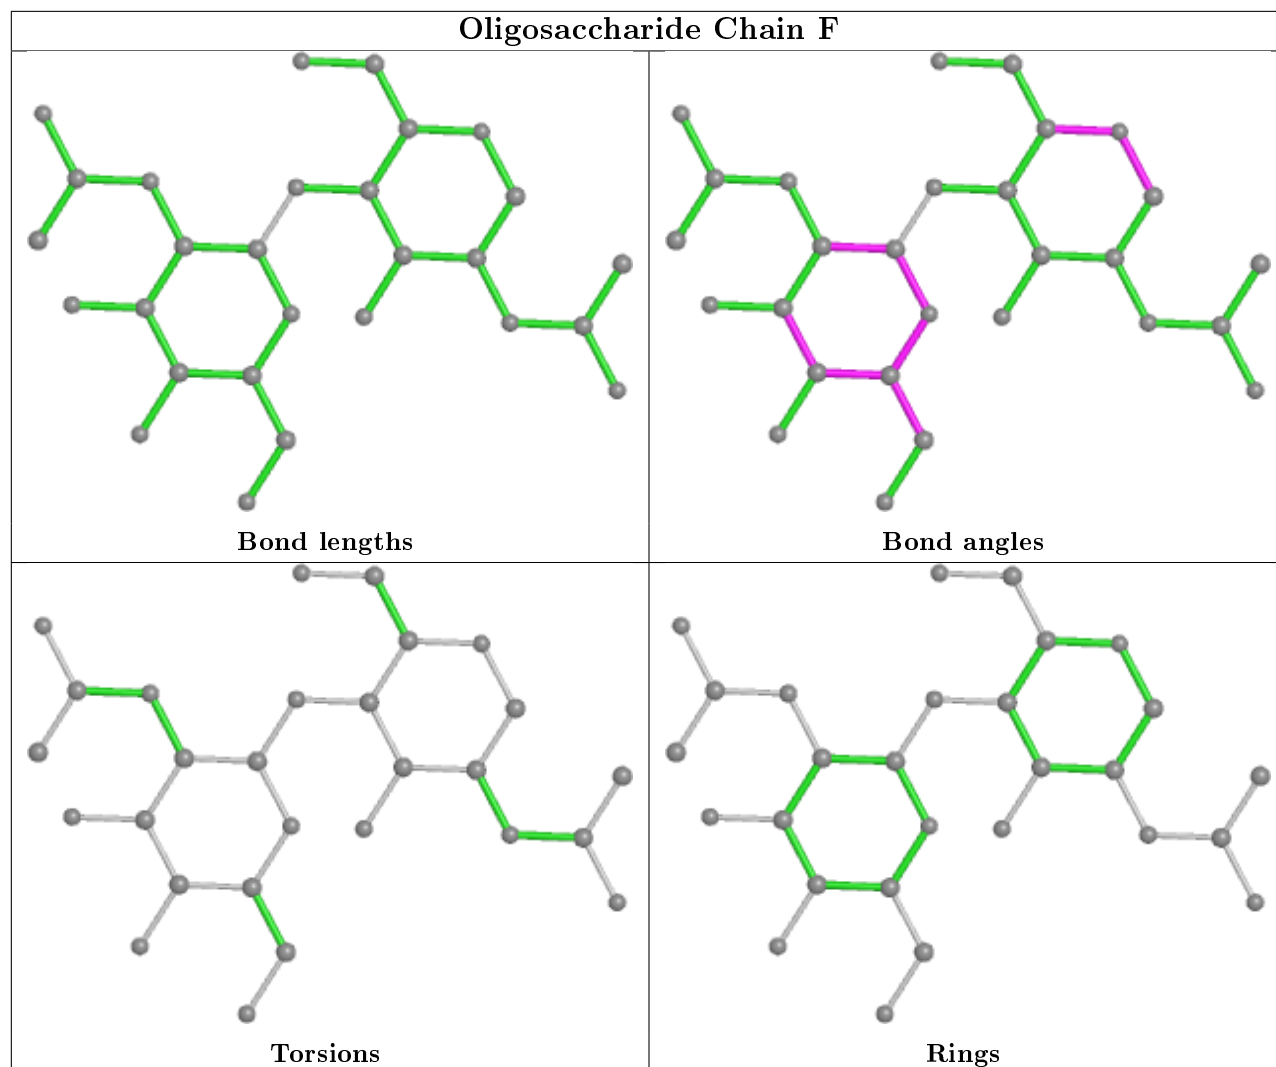 Oligosaccharide Chain F
Bond lengths
Bond angles
Torsions
Rings